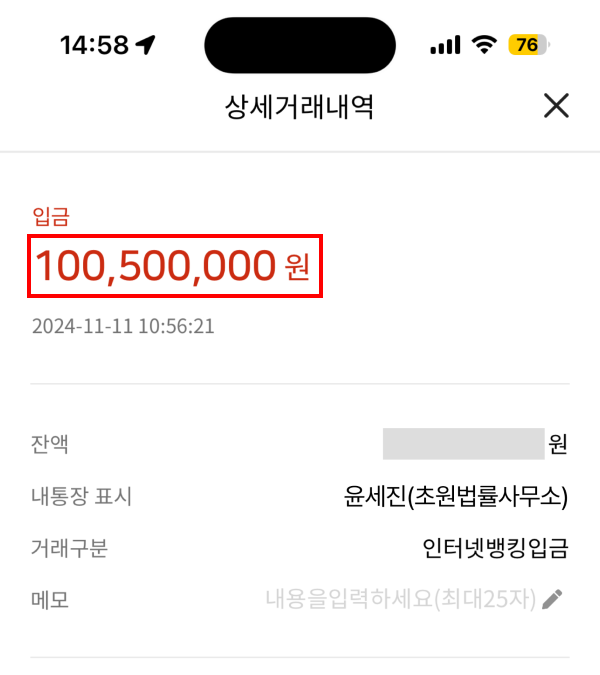 14:58 76
상세거래내역
입금
100,500,000 원
2024-11-11 10:56:21
잔액 원
내통장 표시 윤세진(초원법률사무소)
거래구분 인터넷뱅킹입금
메모 내용을입력하세요(최대25자)